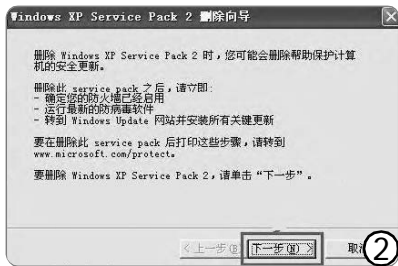 Windows XP Service Pack 2 删除向导
删除 Windows XP Service Pack 2 时，您可能会删除帮助保护计算
机的安全更新。
删除此 service pack 之后，请立即：
- 确定您的防火墙已经启用
- 运行最新的防病毒软件
- 转到 Windows Update 网站并安装所有关键更新
要在删除此 service pack 后打印这些步骤，请转到
www.microsoft.com/protect。
要删除 Windows XP Service Pack 2，请单击“下一步”。
< 上一步(B) 下一步(N) > 取消 2